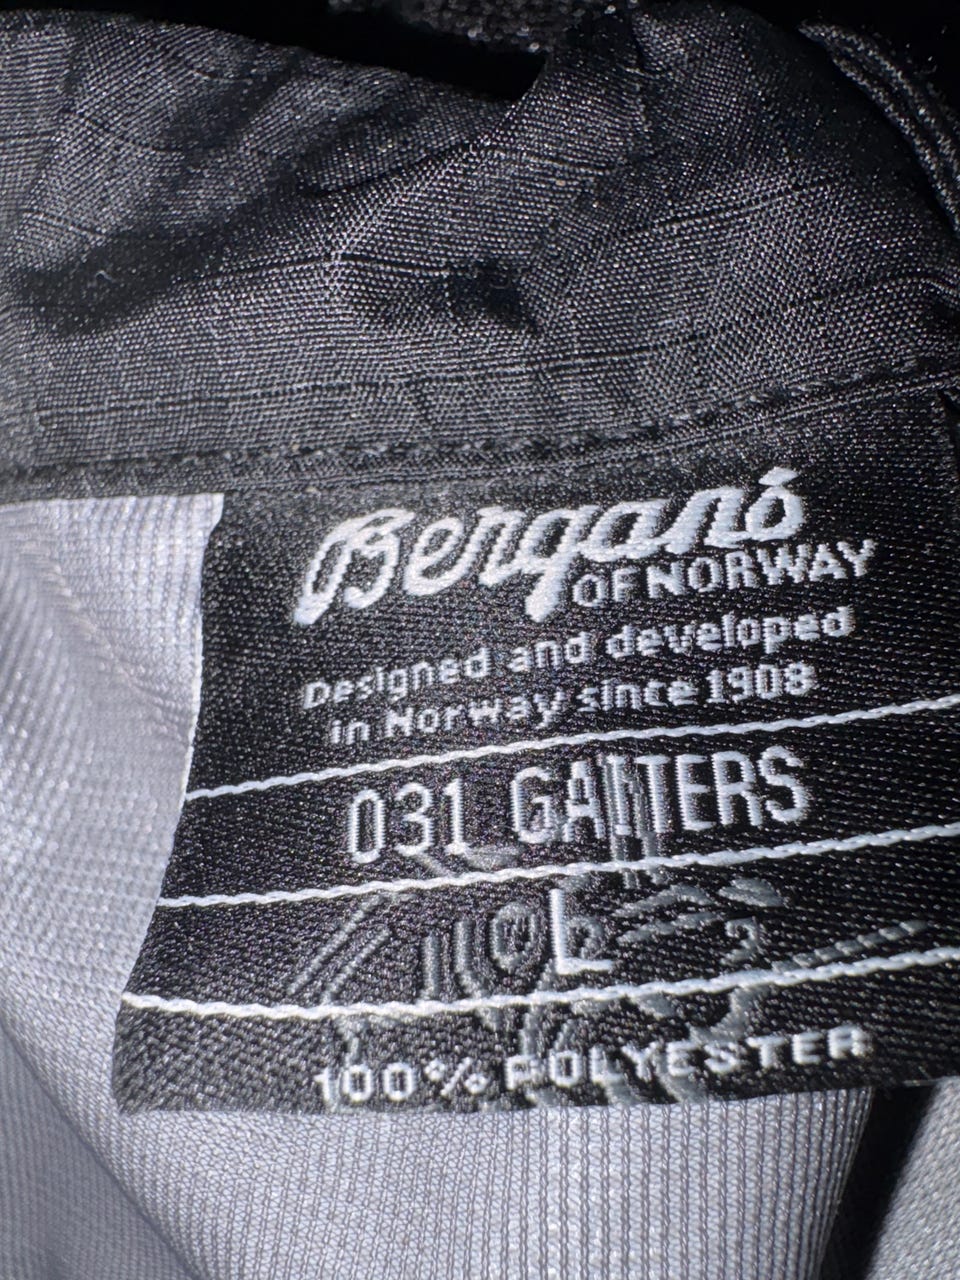 Bergans
OF NORWAY
Designed and developed
in Norway since 1908
031 GAITERS
L
100% POLYESTER